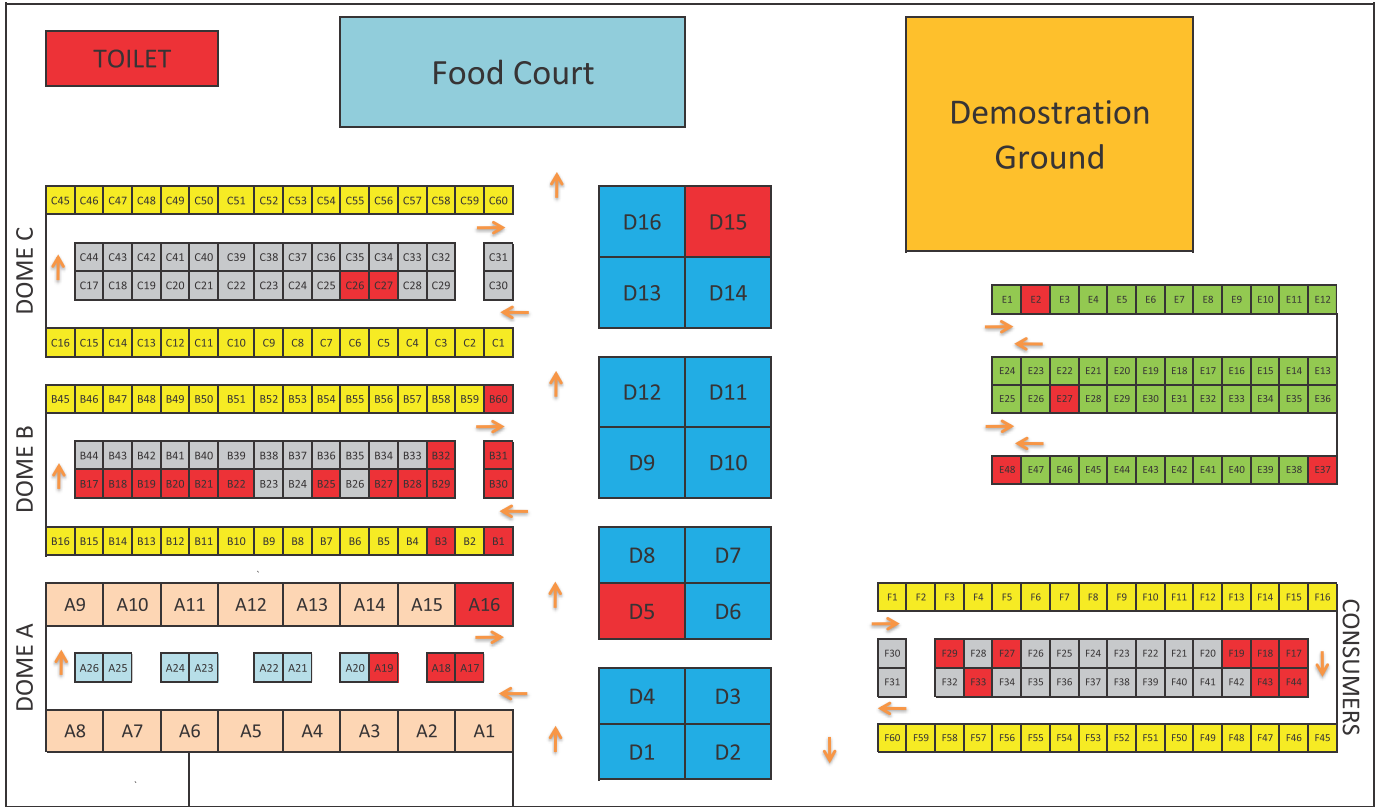 TOILET
Food Court
Demostration
Ground
DOME C
C45 C46 C47 C48 C49 C50 C51 C52 C53 C54 C55 C56 C57 C58 C59 C60
C44 C43 C42 C41 C40 C39 C38 C37 C36 C35 C34 C33 C32 C31
C17 C18 C19 C20 C21 C22 C23 C24 C25 C26 C27 C28 C29 C30
C16 C15 C14 C13 C12 C11 C10 C9 C8 C7 C6 C5 C4 C3 C2 C1
DOME B
B45 B46 B47 B48 B49 B50 B51 B52 B53 B54 B55 B56 B57 B58 B59 B60
B44 B43 B42 B41 B40 B39 B38 B37 B36 B35 B34 B33 B32 B31
B17 B18 B19 B20 B21 B22 B23 B24 B25 B26 B27 B28 B29 B30
B16 B15 B14 B13 B12 B11 B10 B9 B8 B7 B6 B5 B4 B3 B2 B1
DOME A
A9 A10 A11 A12 A13 A14 A15 A16
A26 A25 A24 A23 A22 A21 A20 A19 A18 A17
A8 A7 A6 A5 A4 A3 A2 A1
D16 D15
D13 D14
D12 D11
D9 D10
D8 D7
D5 D6
D4 D3
D1 D2
E1 E2 E3 E4 E5 E6 E7 E8 E9 E10 E11 E12
E24 E23 E22 E21 E20 E19 E18 E17 E16 E15 E14 E13
E25 E26 E27 E28 E29 E30 E31 E32 E33 E34 E35 E36
E48 E47 E46 E45 E44 E43 E42 E41 E40 E39 E38 E37
F1 F2 F3 F4 F5 F6 F7 F8 F9 F10 F11 F12 F13 F14 F15 F16
F30 F29 F28 F27 F26 F25 F24 F23 F22 F21 F20 F19 F18 F17
F31 F32 F33 F34 F35 F36 F37 F38 F39 F40 F41 F42 F43 F44
F60 F59 F58 F57 F56 F55 F54 F53 F52 F51 F50 F49 F48 F47 F46 F45
CONSUMERS